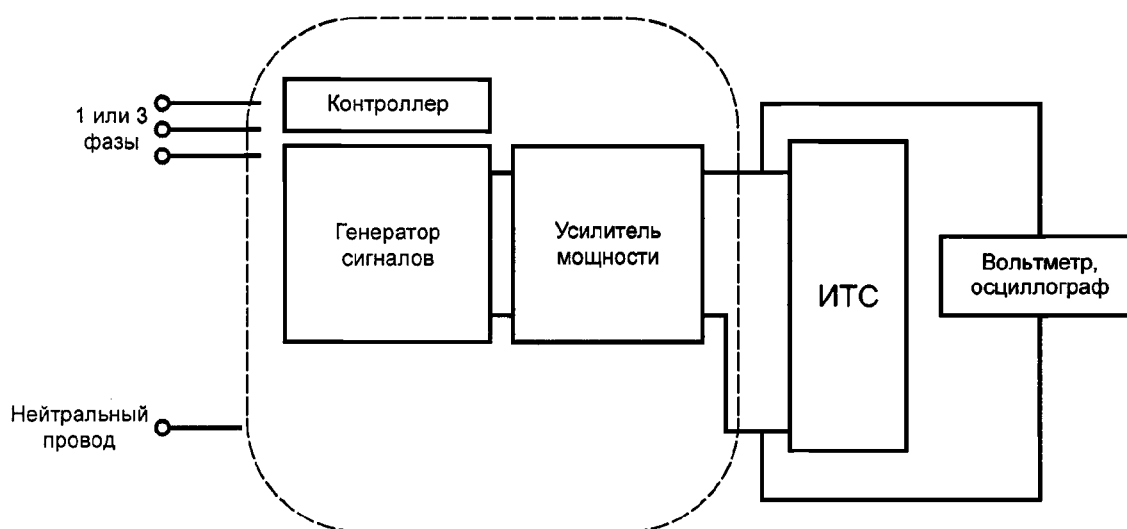 Контроллер
1 или 3
фазы
Генератор
сигналов
Усилитель
мощности
ИТС
Вольтметр,
осциллограф
Нейтральный
провод